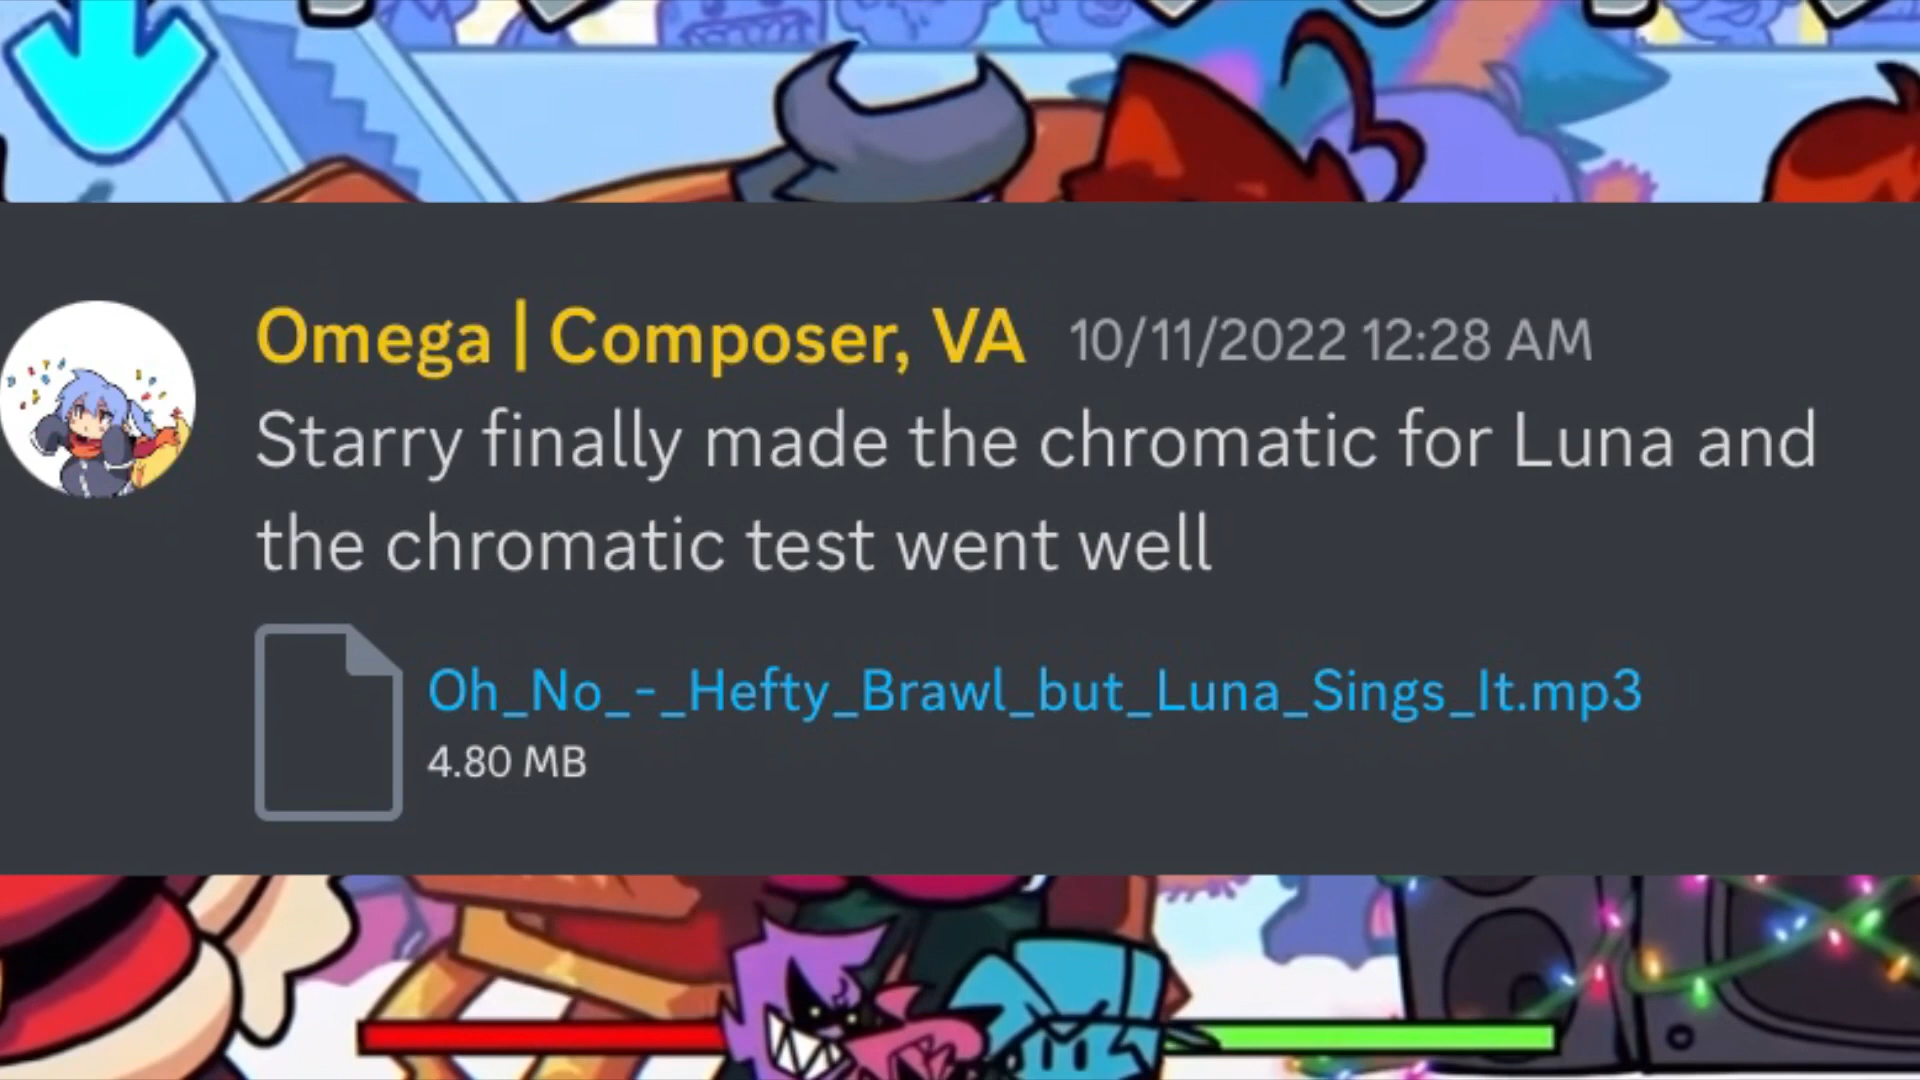 Omega | Composer, VA 10/11/2022 12:28 AM
Starry finally made the chromatic for Luna and
the chromatic test went well
Oh_No_-_Hefty_Brawl_but_Luna_Sings_It.mp3
4.80 MB